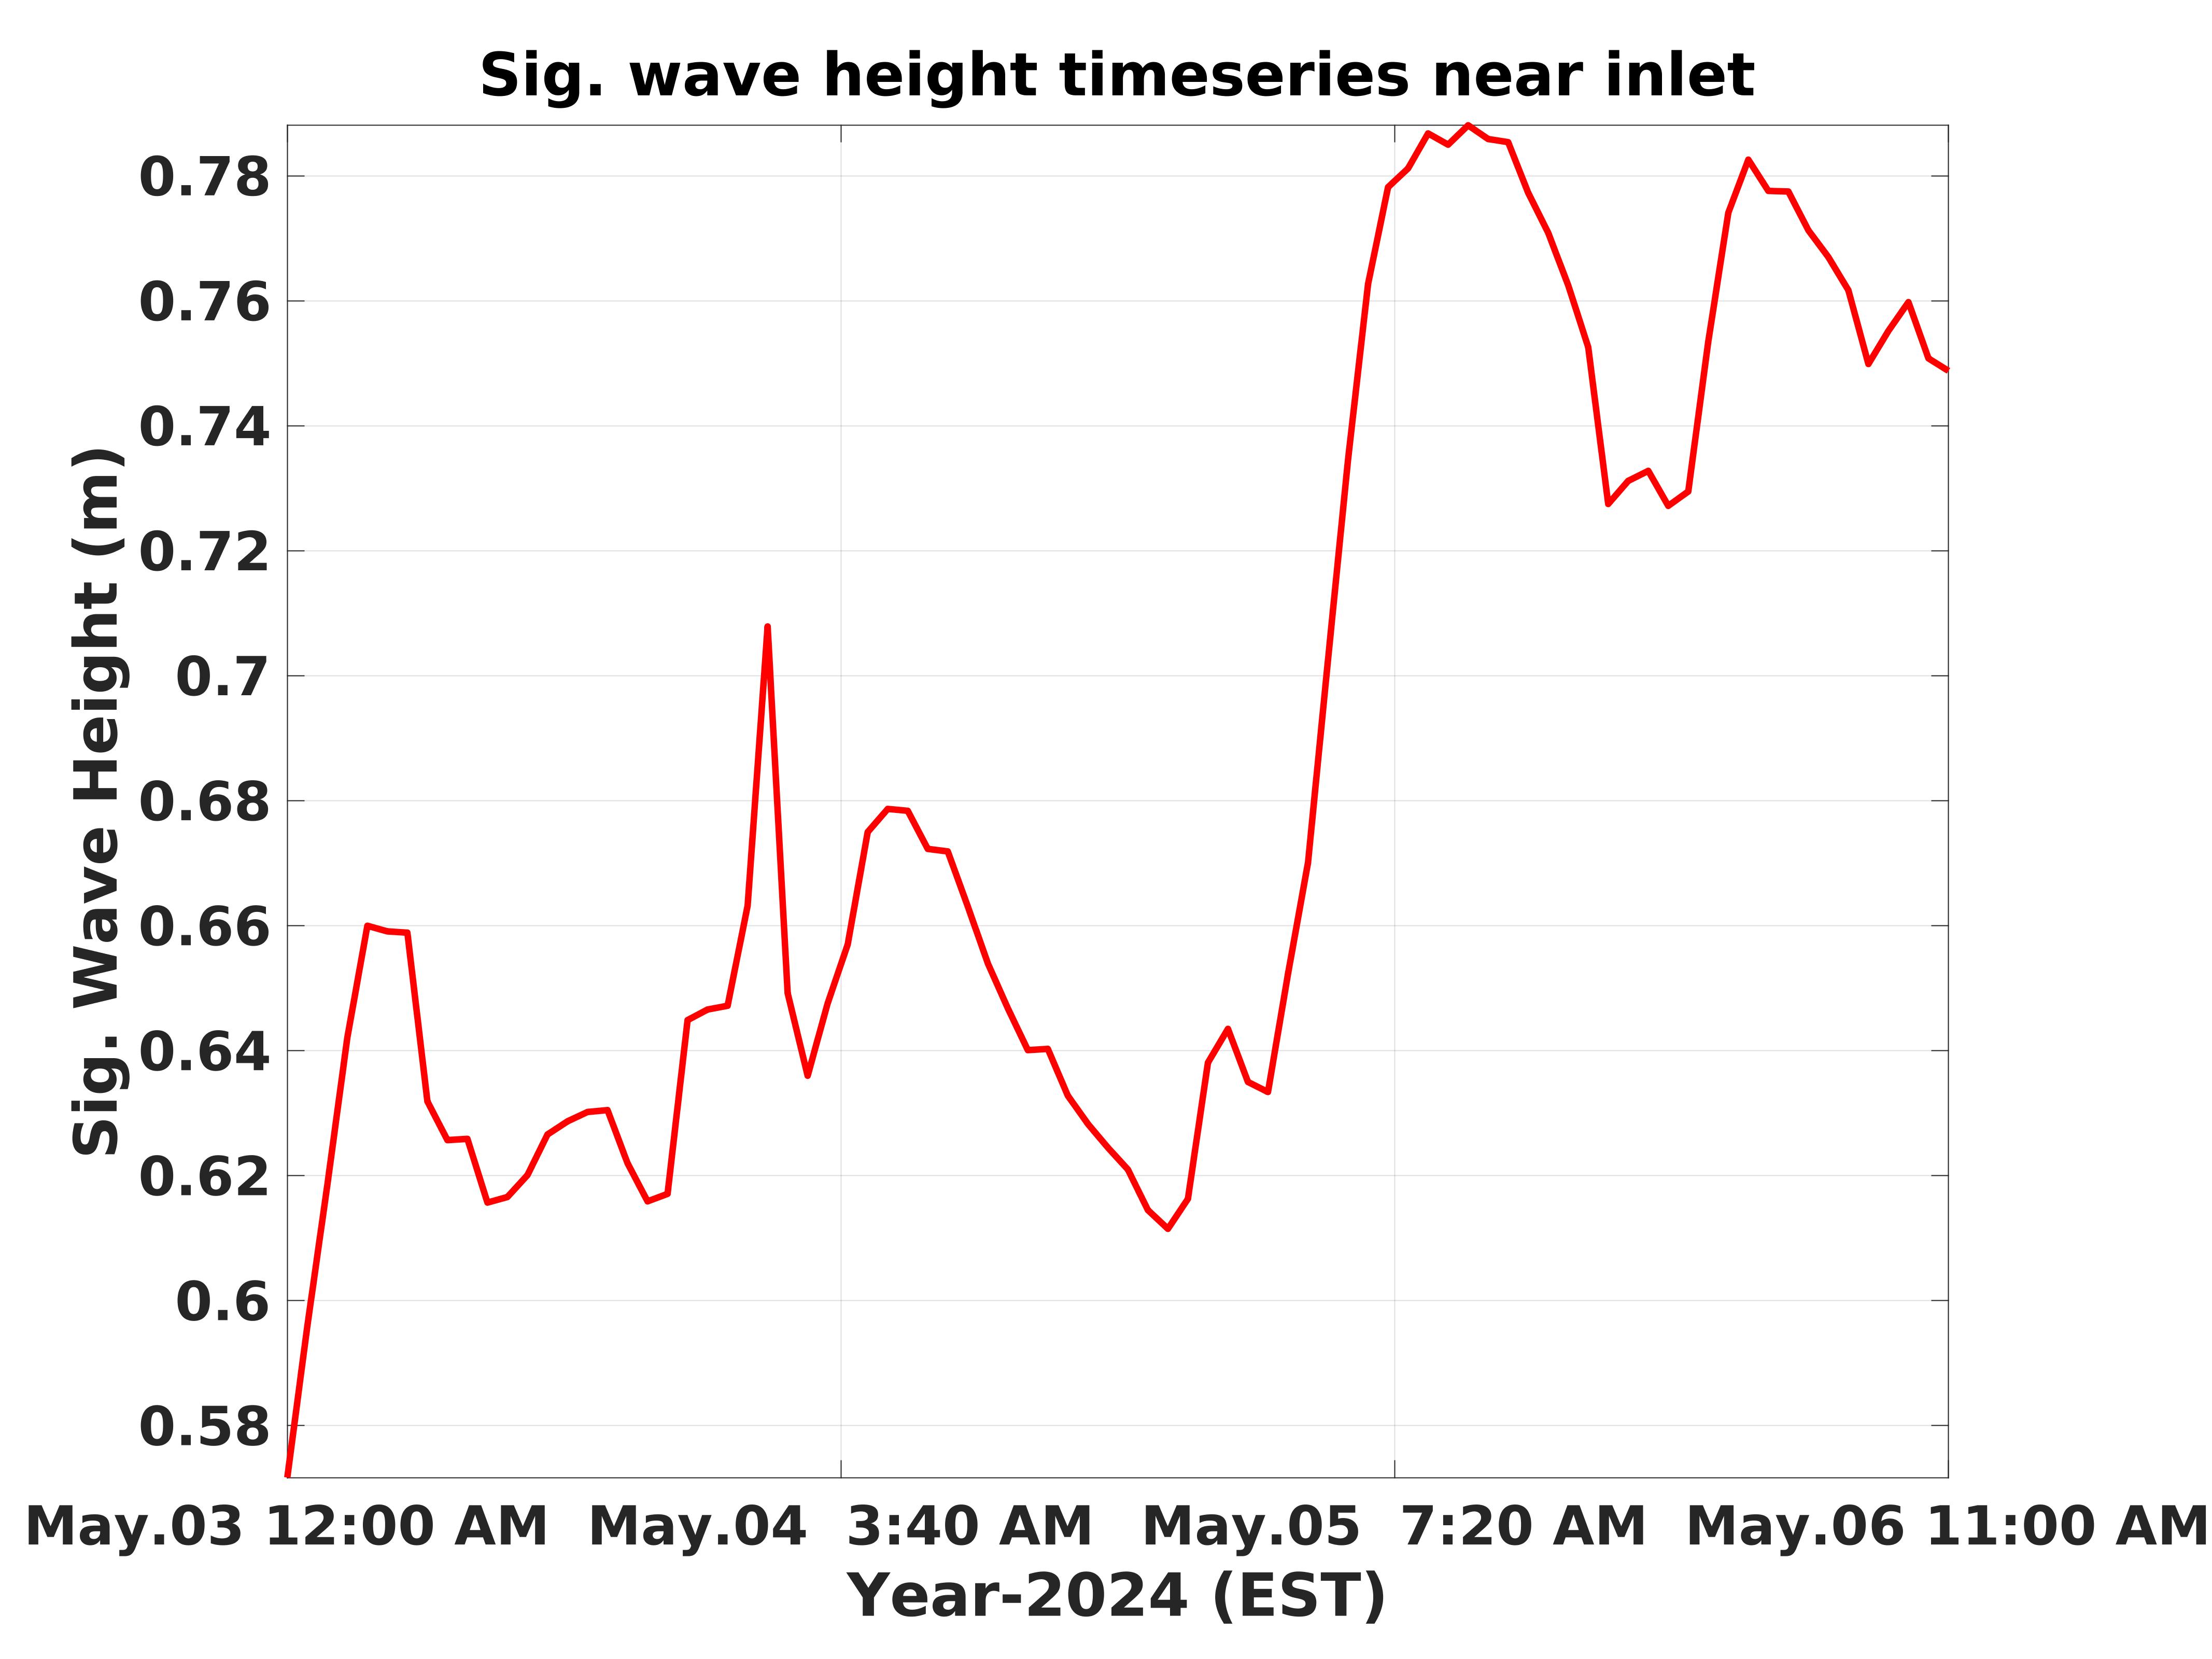 Sig. wave height timeseries near inlet
Sig. Wave Height (m)
0.78
0.76
0.74
0.72
0.7
0.68
0.66
0.64
0.62
0.6
0.58
May.03 12:00 AM May.04 3:40 AM May.05 7:20 AM May.06 11:00 AM
Year-2024 (EST)